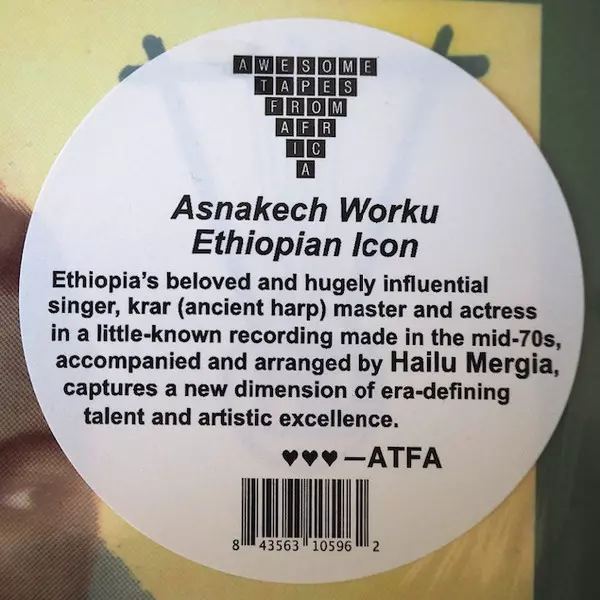 AWESOME
TAPES
FROM
AFR
IC
A
Asnakech Worku
Ethiopian Icon
Ethiopia's beloved and hugely influential
singer, krar (ancient harp) master and actress
in a little-known recording made in the mid-70s,
accompanied and arranged by Hailu Mergia,
captures a new dimension of era-defining
talent and artistic excellence.
♥♥♥—ATFA
8 43563 10596 2